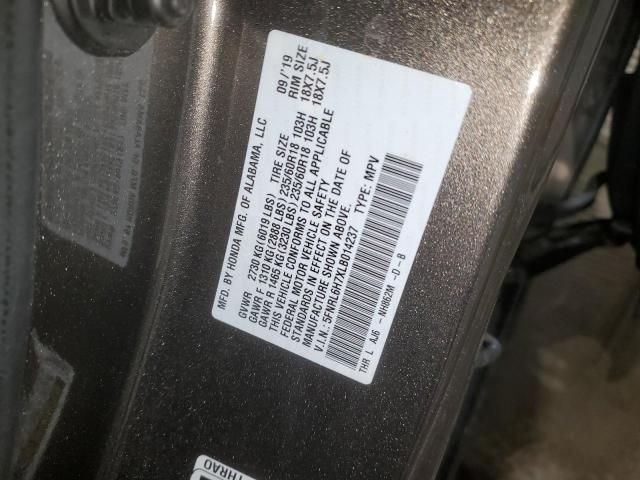 MFD. BY HONDA MFG. OF ALABAMA, LLC 09/'19
GVWR 2730 KG(6019 LBS) TIRE SIZE RIM SIZE
GAWR F 1310 KG(2888 LBS) 235/60R18 103H 18X7.5J
GAWR R 1465 KG(3230 LBS) 235/60R18 103H 18X7.5J
THIS VEHICLE CONFORMS TO ALL APPLICABLE
FEDERAL MOTOR VEHICLE SAFETY
STANDARDS IN EFFECT ON THE DATE OF
MANUFACTURE SHOWN ABOVE.
V.I.N.: 5FNRL6H7XLB014237 TYPE: MPV
THR L AJ6 - NH862M -D -B
THRA0